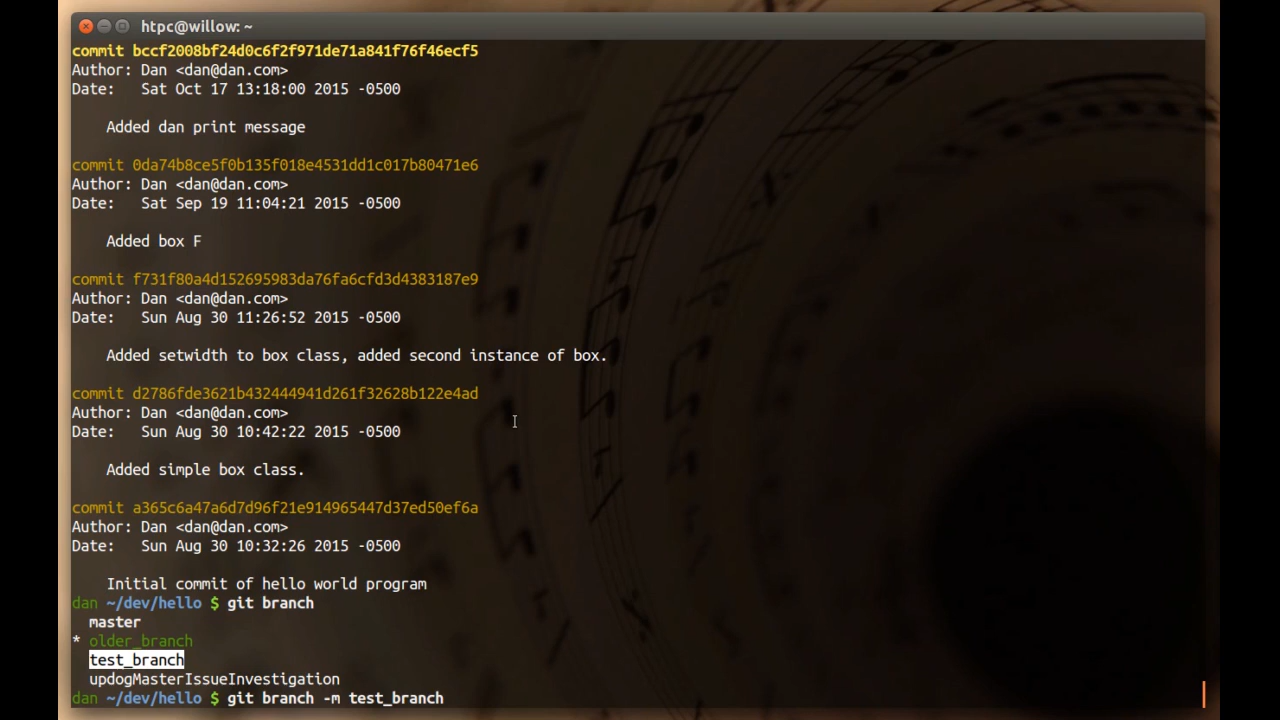 htpc@willow: ~
commit bccf2008bf24d0c6f2f971de71a841f76f46ecf5
Author: Dan <dan@dan.com>
Date:   Sat Oct 17 13:18:00 2015 -0500
Added dan print message
commit 0da74b8ce5f0b135f018e4531dd1c017b80471e6
Author: Dan <dan@dan.com>
Date:   Sat Sep 19 11:04:21 2015 -0500
Added box F
commit f731f80a4d152695983da76fa6cfd3d4383187e9
Author: Dan <dan@dan.com>
Date:   Sun Aug 30 11:26:52 2015 -0500
Added setwidth to box class, added second instance of box.
commit d2786fde3621b432444941d261f32628b122e4ad
Author: Dan <dan@dan.com>
Date:   Sun Aug 30 10:42:22 2015 -0500
Added simple box class.
commit a365c6a47a6d7d96f21e914965447d37ed50ef6a
Author: Dan <dan@dan.com>
Date:   Sun Aug 30 10:32:26 2015 -0500
Initial commit of hello world program
dan ~/dev/hello $ git branch
master
* older_branch
test_branch
updogMasterIssueInvestigation
dan ~/dev/hello $ git branch -m test_branch